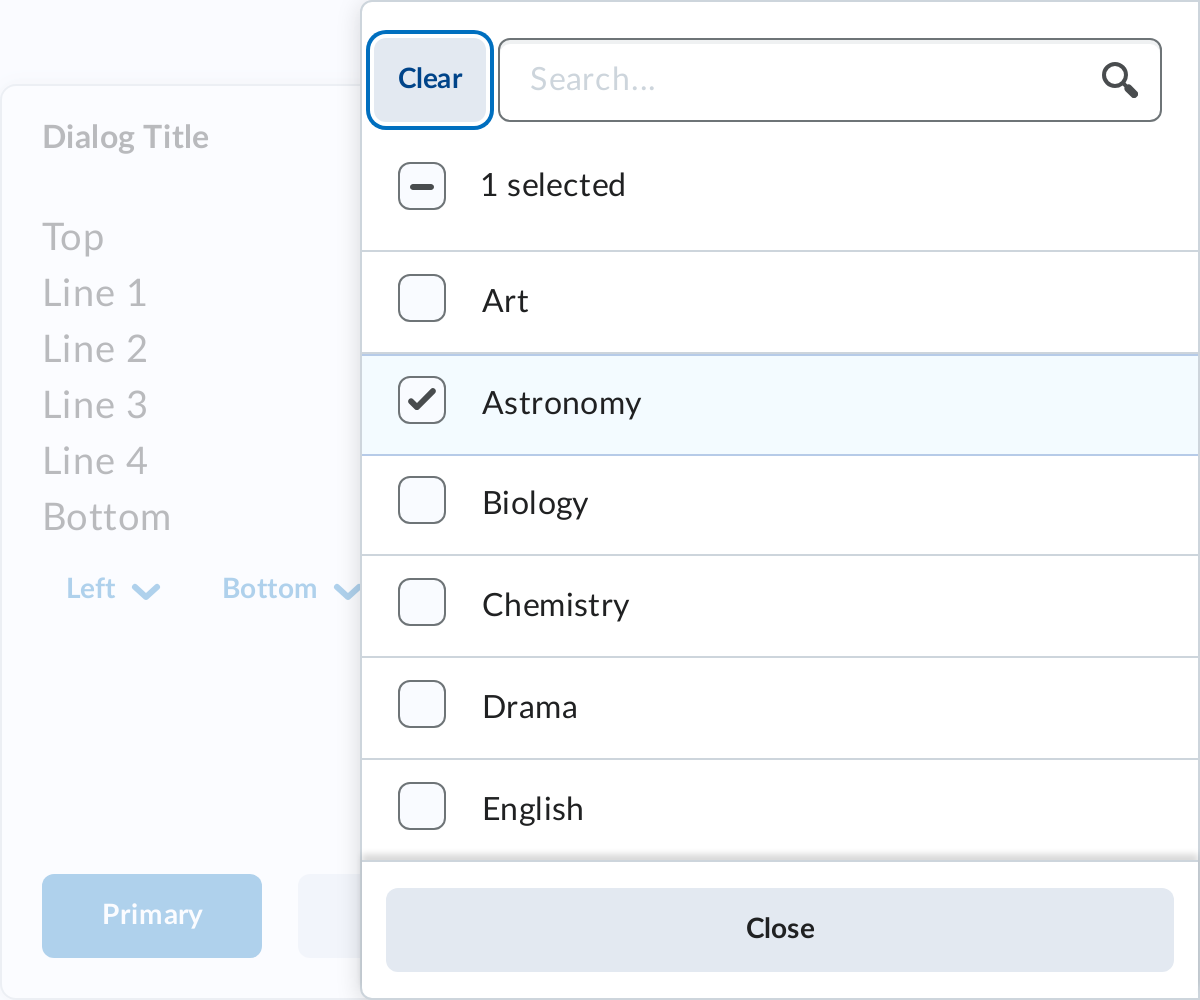 Clear
Search...
1 selected
Art
Astronomy
Biology
Chemistry
Drama
English
Close
Dialog Title
Top
Line 1
Line 2
Line 3
Line 4
Bottom
Left Bottom
Primary